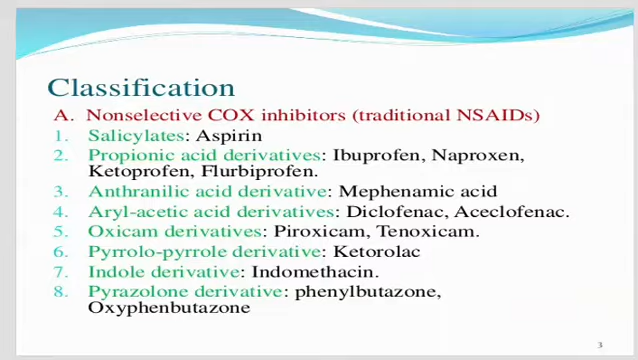 Classification
A. Nonselective COX inhibitors (traditional NSAIDs)
1. Salicylates: Aspirin
2. Propionic acid derivatives: Ibuprofen, Naproxen,
Ketoprofen, Flurbiprofen.
3. Anthranilic acid derivative: Mephenamic acid
4. Aryl-acetic acid derivatives: Diclofenac, Aceclofenac.
5. Oxicam derivatives: Piroxicam, Tenoxicam.
6. Pyrrolo-pyrrole derivative: Ketorolac
7. Indole derivative: Indomethacin.
8. Pyrazolone derivative: phenylbutazone,
Oxyphenbutazone
3